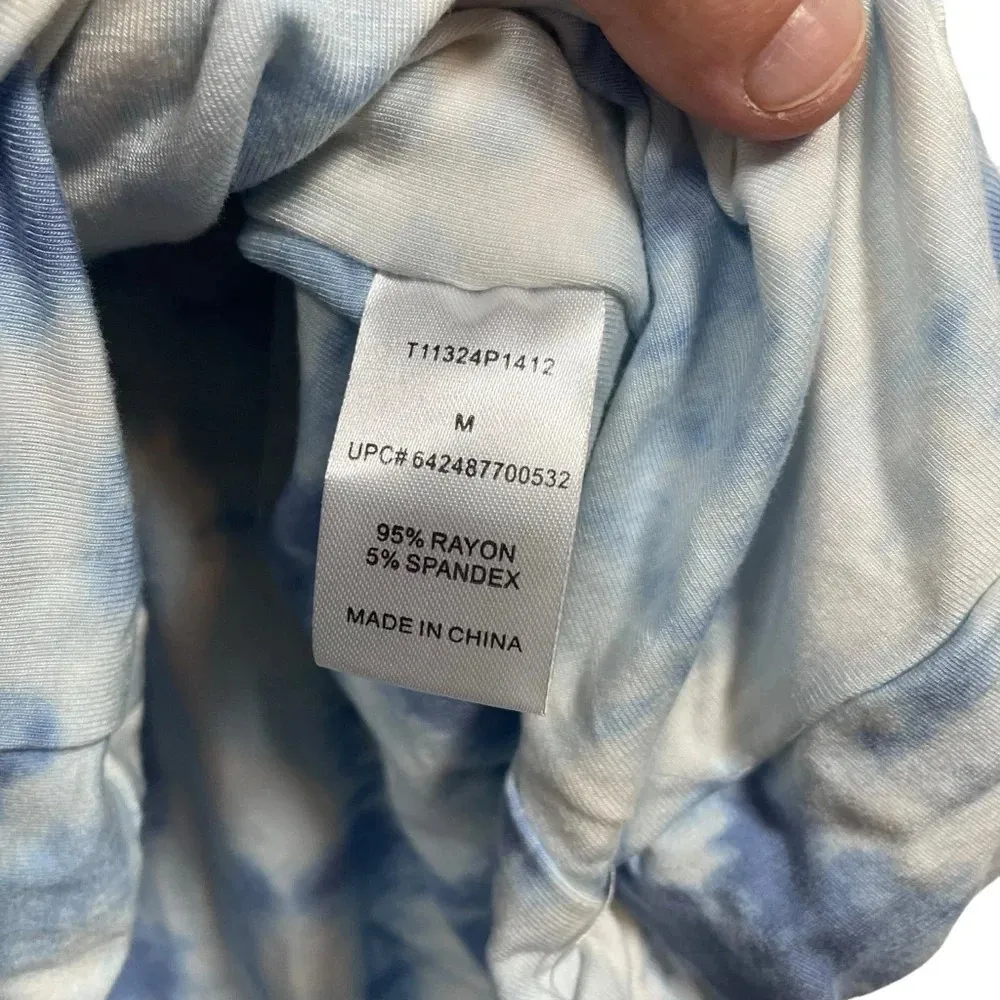 T11324P1412
M
UPC# 642487700532
95% RAYON
5% SPANDEX
MADE IN CHINA